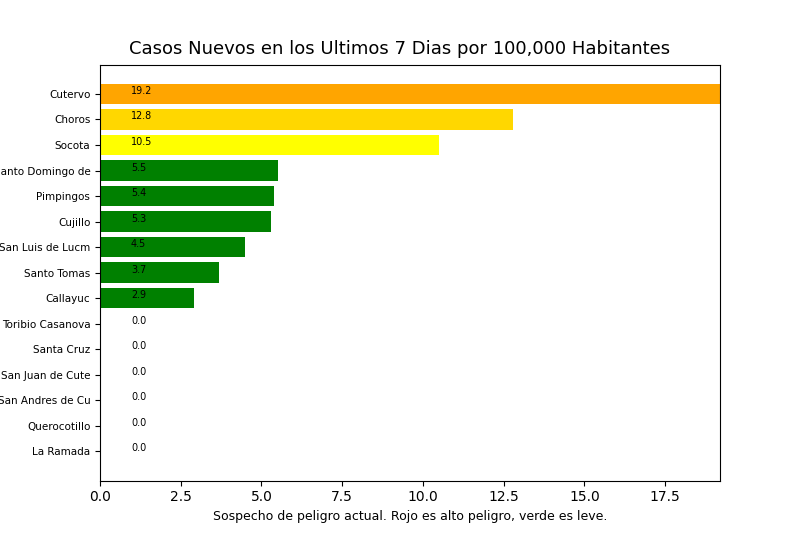 Casos Nuevos en los Ultimos 7 Dias por 100,000 Habitantes
Cutervo 19.2
Choros 12.8
Socota 10.5
anto Domingo de 5.5
Pimpingos 5.4
Cujillo 5.3
San Luis de Lucm 4.5
Santo Tomas 3.7
Callayuc 2.9
Toribio Casanova 0.0
Santa Cruz 0.0
San Juan de Cute 0.0
San Andres de Cu 0.0
Querocotillo 0.0
La Ramada 0.0
0.0 2.5 5.0 7.5 10.0 12.5 15.0 17.5
Sospecho de peligro actual. Rojo es alto peligro, verde es leve.